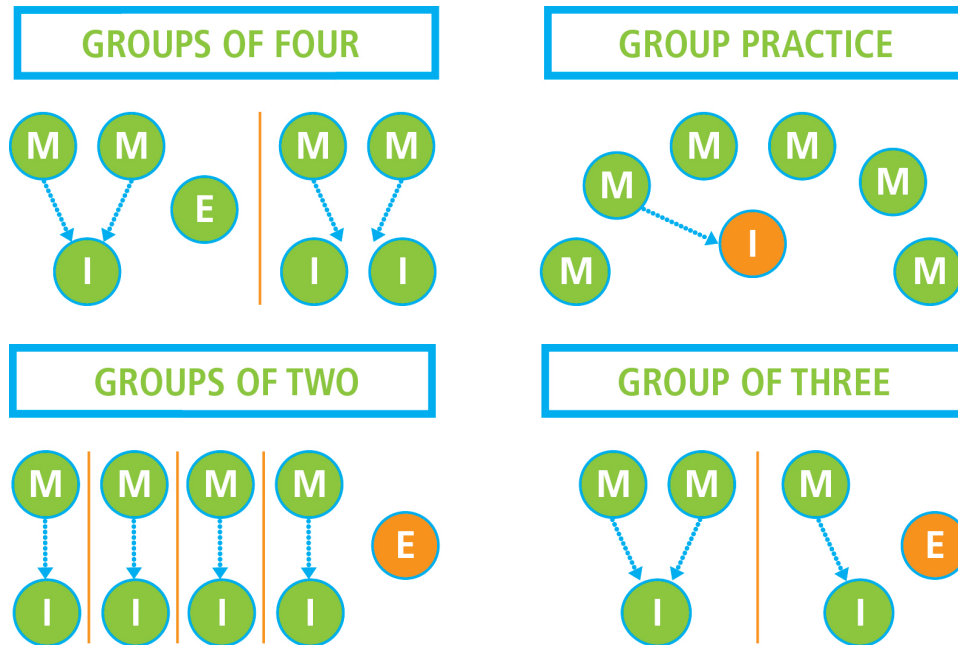 GROUPS OF FOUR
M M M M
E
I I I
GROUP PRACTICE
M M M M
I
M M
GROUPS OF TWO
M M M M
E
I I I I
GROUP OF THREE
M M M
E
I I